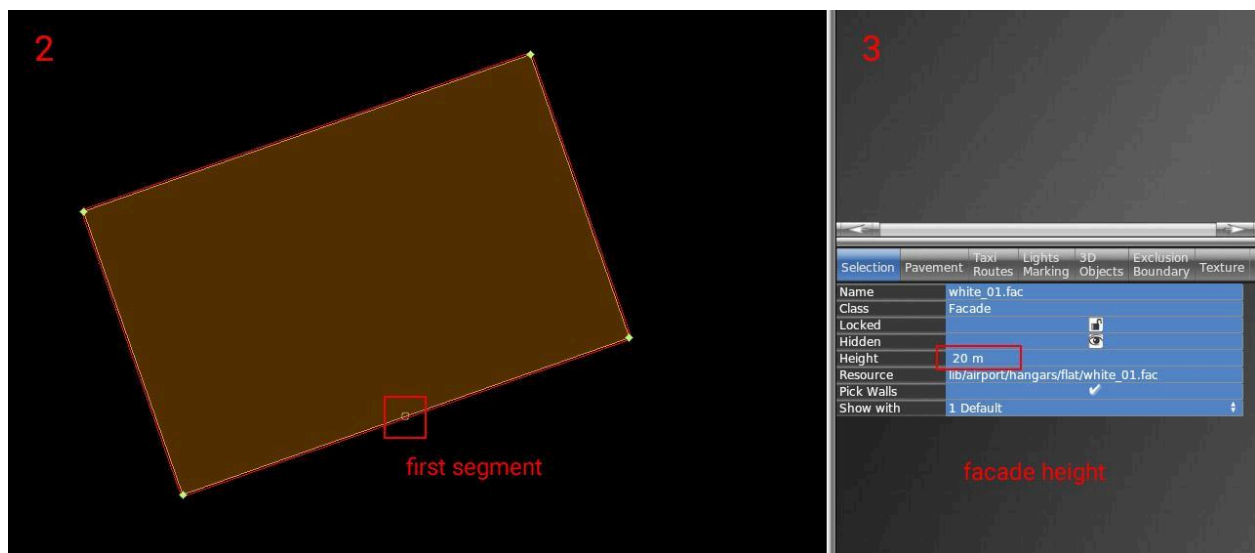 2
first segment
3
Selection Pavement Taxi Routes Lights Marking 3D Objects Exclusion Boundary Texture
Name white_01.fac
Class Facade
Locked
Hidden
Height 20 m
Resource lib/airport/hangars/flat/white_01.fac
Pick Walls
Show with 1 Default
facade height